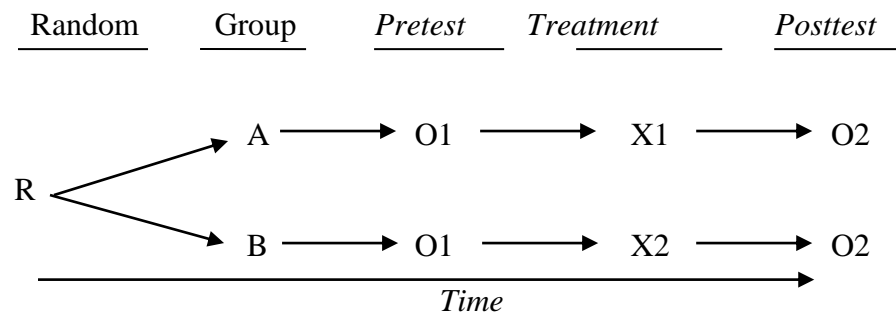 Random Group Pretest Treatment Posttest
A O1 X1 O2
R
B O1 X2 O2
Time